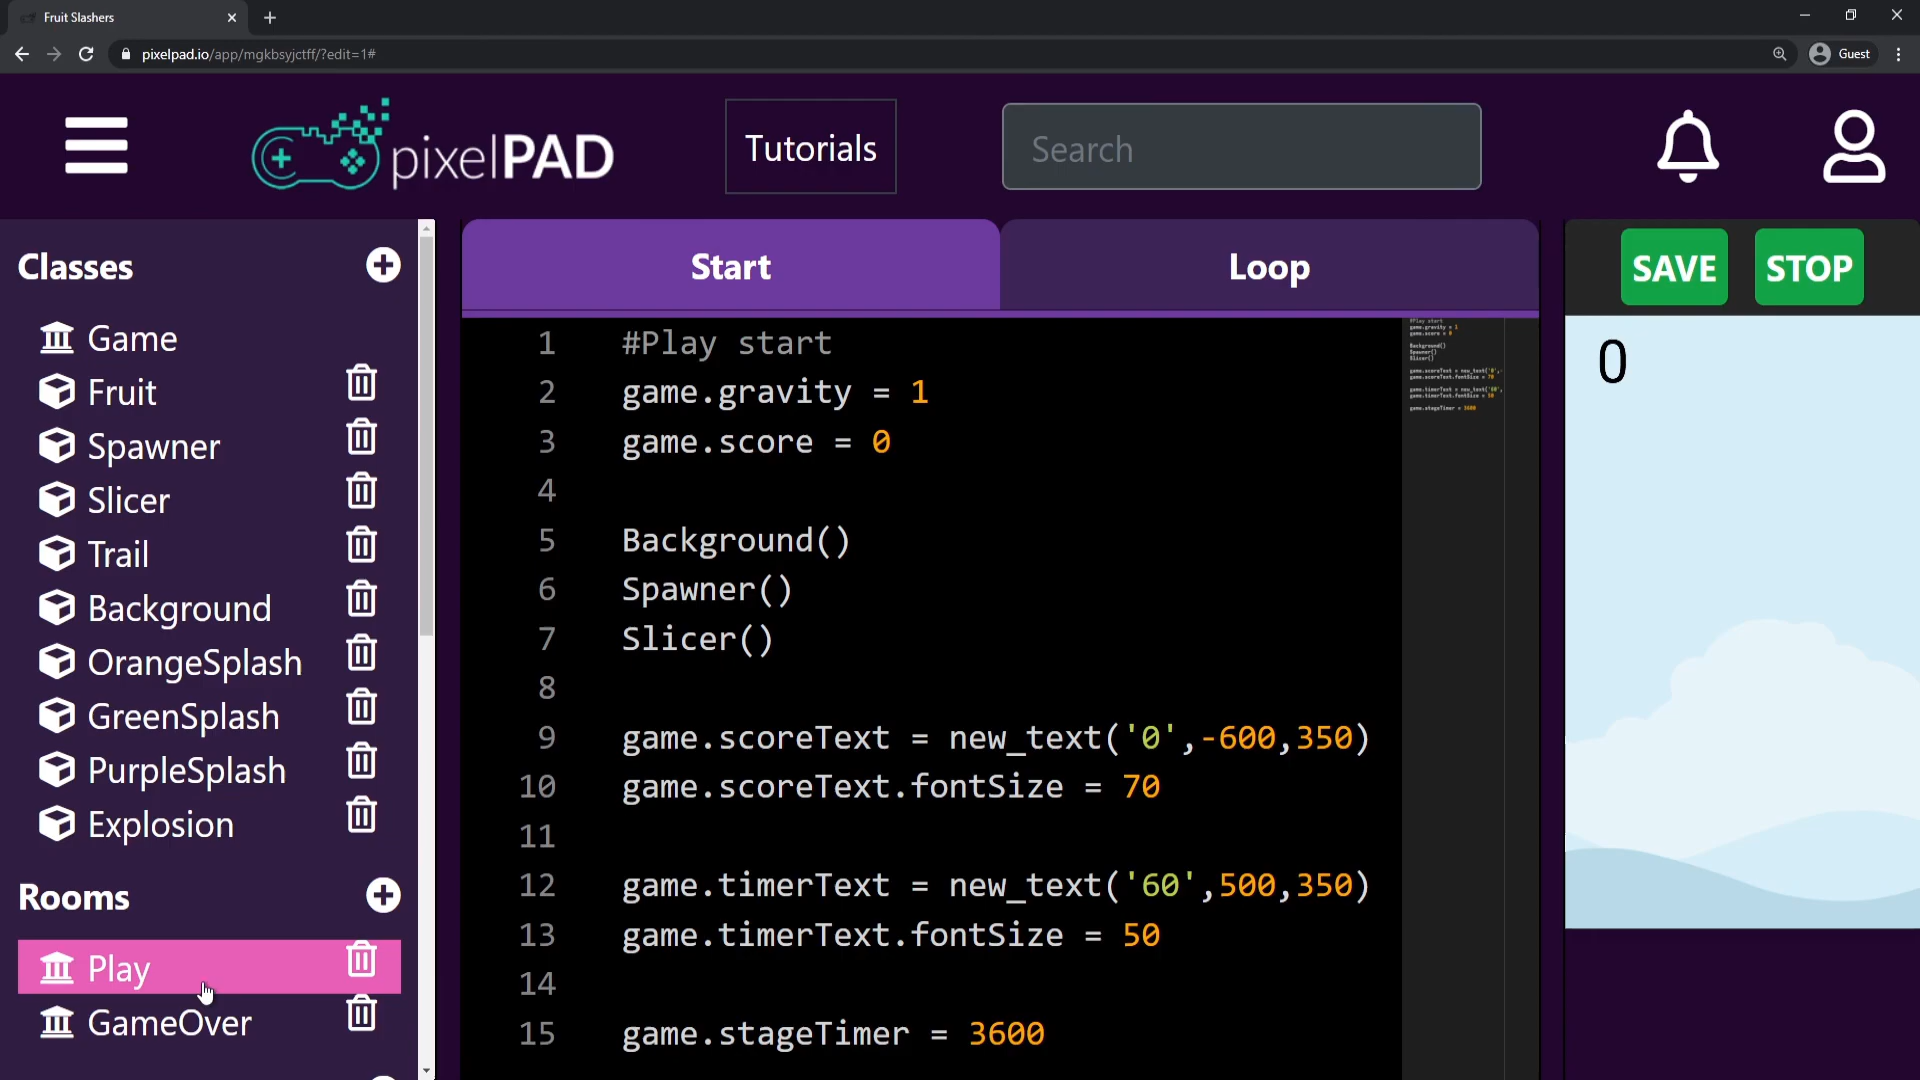 Fruit Slashers
pixelpad.io/app/mgkbsyjctff/?edit=1#
Guest
pixelPAD
Tutorials
Search
Classes
Game
Fruit
Spawner
Slicer
Trail
Background
OrangeSplash
GreenSplash
PurpleSplash
Explosion
Rooms
Play
GameOver
Start
Loop
1 #Play start
2 game.gravity = 1
3 game.score = 0
4
5 Background()
6 Spawner()
7 Slicer()
8
9 game.scoreText = new_text('0',-600,350)
10 game.scoreText.fontSize = 70
11
12 game.timerText = new_text('60',500,350)
13 game.timerText.fontSize = 50
14
15 game.stageTimer = 3600
SAVE
STOP
0